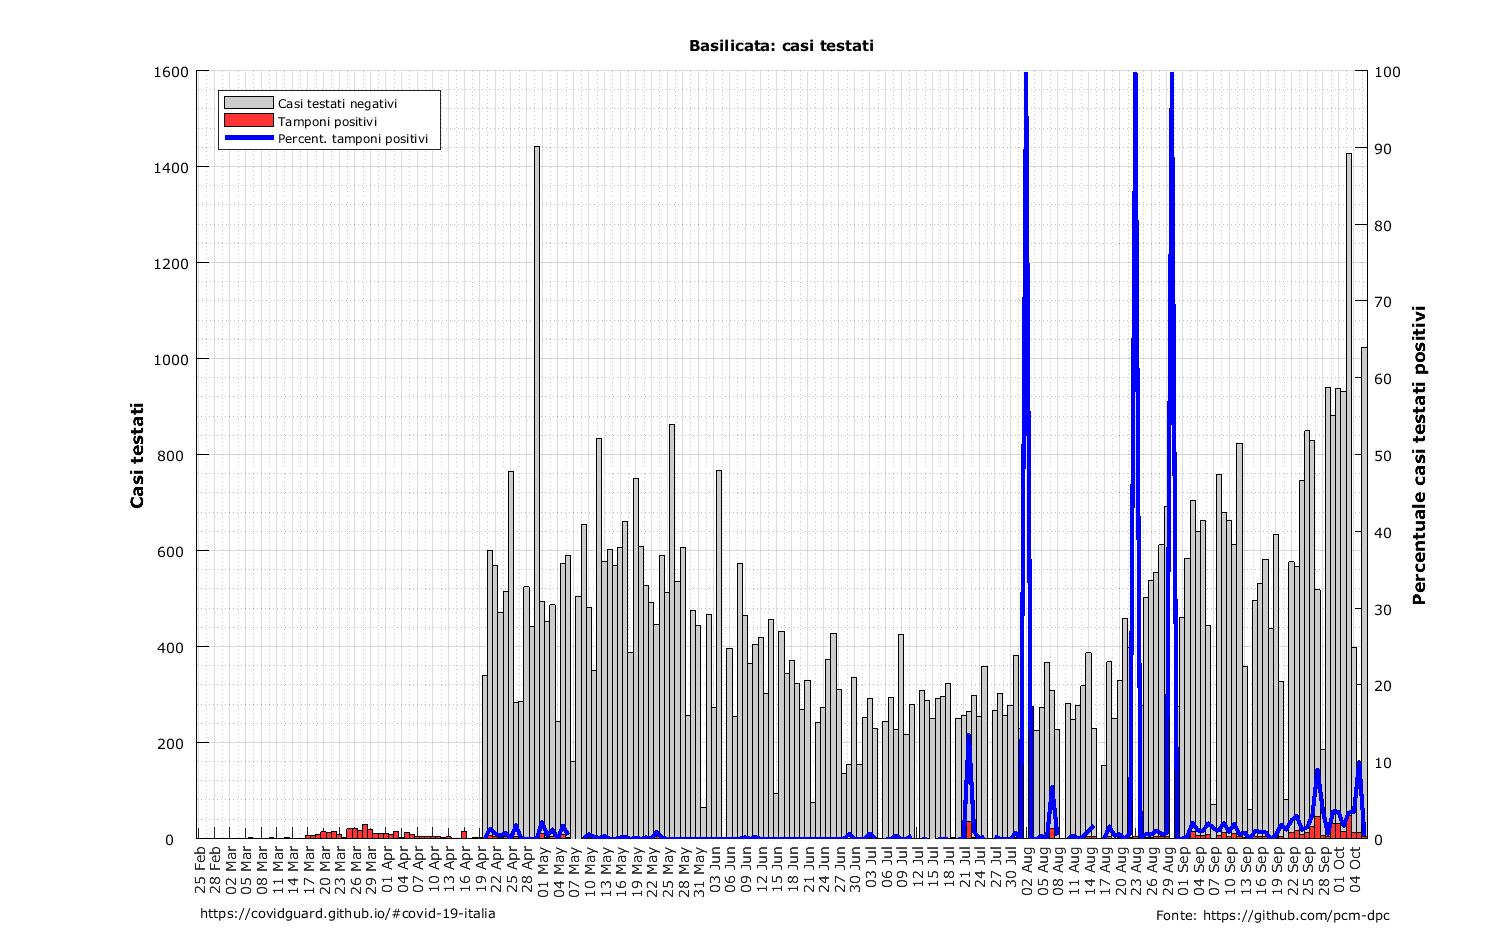 Basilicata: casi testati
Casi testati negativi
Tamponi positivi
Percent. tamponi positivi
Casi testati
1600
1400
1200
1000
800
600
400
200
0
Percentuale casi testati positivi
100
90
80
70
60
50
40
30
20
10
0
25 Feb
28 Feb
02 Mar
05 Mar
08 Mar
11 Mar
14 Mar
17 Mar
20 Mar
23 Mar
26 Mar
29 Mar
01 Apr
04 Apr
07 Apr
10 Apr
13 Apr
16 Apr
19 Apr
22 Apr
25 Apr
28 Apr
01 May
04 May
07 May
10 May
13 May
16 May
19 May
22 May
25 May
28 May
31 May
03 Jun
06 Jun
09 Jun
12 Jun
15 Jun
18 Jun
21 Jun
24 Jun
27 Jun
30 Jun
03 Jul
06 Jul
09 Jul
12 Jul
15 Jul
18 Jul
21 Jul
24 Jul
27 Jul
30 Jul
02 Aug
05 Aug
08 Aug
11 Aug
14 Aug
17 Aug
20 Aug
23 Aug
26 Aug
29 Aug
01 Sep
04 Sep
07 Sep
10 Sep
13 Sep
16 Sep
19 Sep
22 Sep
25 Sep
28 Sep
01 Oct
04 Oct
https://covidguard.github.io/#covid-19-italia
Fonte: https://github.com/pcm-dpc